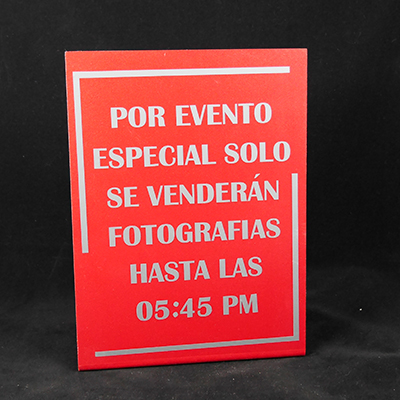 POR EVENTO
ESPECIAL SOLO
SE VENDERÁN
FOTOGRAFIAS
HASTA LAS
05:45 PM